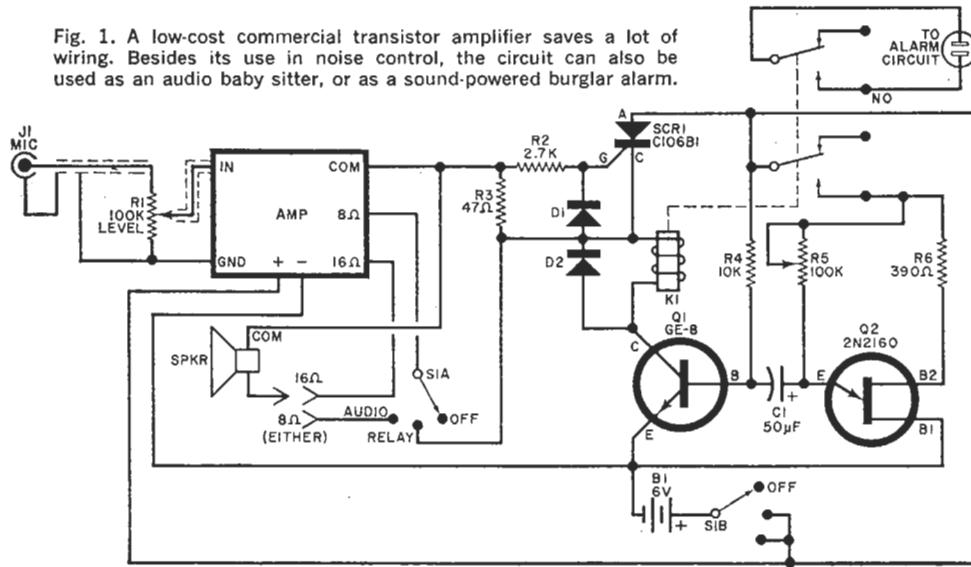 Fig. 1. A low-cost commercial transistor amplifier saves a lot of
wiring. Besides its use in noise control, the circuit can also be
used as an audio baby sitter, or as a sound-powered burglar alarm.
TO
ALARM
CIRCUIT
NO
J1
MIC
R1
100K
LEVEL
IN
COM
AMP
8Ω
16Ω
GND
+ −
R2
2.7K
R3
47Ω
A
SCR1
C106B1
G
C
D1
D2
K1
R4
10K
R5
100K
R6
390Ω
Q1
GE-8
C
B
E
C1
50µF
+
Q2
2N2160
E
B2
B1
SPKR
COM
16Ω
8Ω
(EITHER)
AUDIO
RELAY
S1A
OFF
B1
6V
+
S1B
OFF